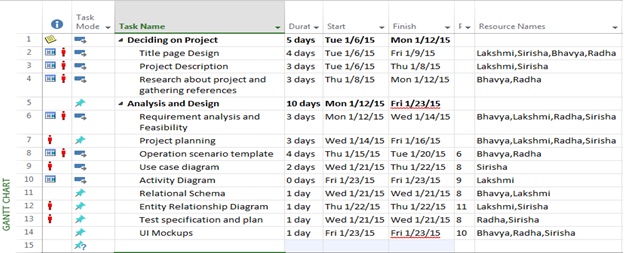 Task
Mode Task Name Durat Start Finish P Resource Names
1 Deciding on Project 5 days Tue 1/6/15 Mon 1/12/15
2 Title page Design 4 days Tue 1/6/15 Fri 1/9/15 Lakshmi,Sirisha,Bhavya,Radha
3 Project Description 3 days Tue 1/6/15 Thu 1/8/15 Lakshmi,Sirisha
4 Research about project and 3 days Thu 1/8/15 Mon 1/12/15 Bhavya,Radha
gathering references
5 Analysis and Design 10 days Mon 1/12/15 Fri 1/23/15
6 Requirement analysis and 3 days Mon 1/12/15 Wed 1/14/15 Bhavya,Lakshmi,Radha,Sirisha
Feasibility
7 Project planning 3 days Wed 1/14/15 Fri 1/16/15 Bhavya,Lakshmi,Radha,Sirisha
8 Operation scenario template 4 days Thu 1/15/15 Tue 1/20/15 6 Bhavya,Radha
9 Use case diagram 2 days Wed 1/21/15 Thu 1/22/15 8 Sirisha
10 Activity Diagram 0 days Fri 1/23/15 Fri 1/23/15 9 Lakshmi
11 Relational Schema 1 day Wed 1/21/15 Wed 1/21/15 8 Bhavya,Lakshmi
12 Entity Relationship Diagram 1 day Thu 1/22/15 Thu 1/22/15 11 Lakshmi,Sirisha
13 Test specification and plan 1 day Wed 1/21/15 Wed 1/21/15 8 Radha,Sirisha
14 UI Mockups 1 day Fri 1/23/15 Fri 1/23/15 10 Bhavya,Radha,Sirisha
15
GANTT CHART